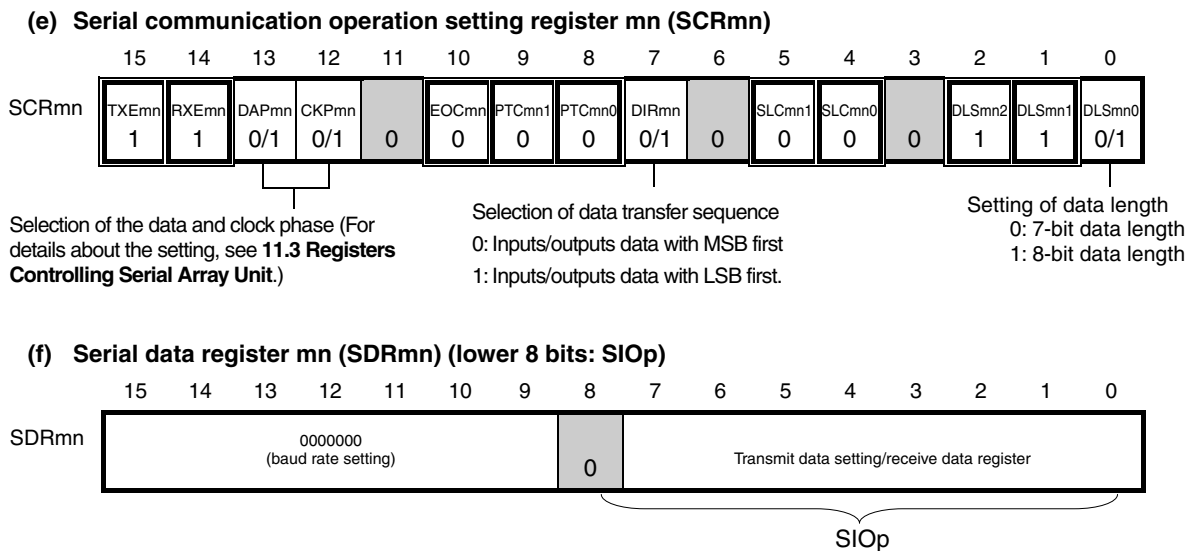 (e) Serial communication operation setting register mn (SCRmn)
15 14 13 12 11 10 9 8 7 6 5 4 3 2 1 0
SCRmn
TXEmn RXEmn DAPmn CKPmn EOCmn PTCmn1 PTCmn0 DIRmn SLCmn1 SLCmn0 DLSmn2 DLSmn1 DLSmn0
1 1 0/1 0/1 0 0 0 0 0/1 0 0 0 0 1 1 0/1
Selection of the data and clock phase (For
details about the setting, see 11.3 Registers
Controlling Serial Array Unit.)
Selection of data transfer sequence
0: Inputs/outputs data with MSB first
1: Inputs/outputs data with LSB first.
Setting of data length
0: 7-bit data length
1: 8-bit data length
(f) Serial data register mn (SDRmn) (lower 8 bits: SIOp)
15 14 13 12 11 10 9 8 7 6 5 4 3 2 1 0
SDRmn
0000000
(baud rate setting)
0
Transmit data setting/receive data register
SIOp